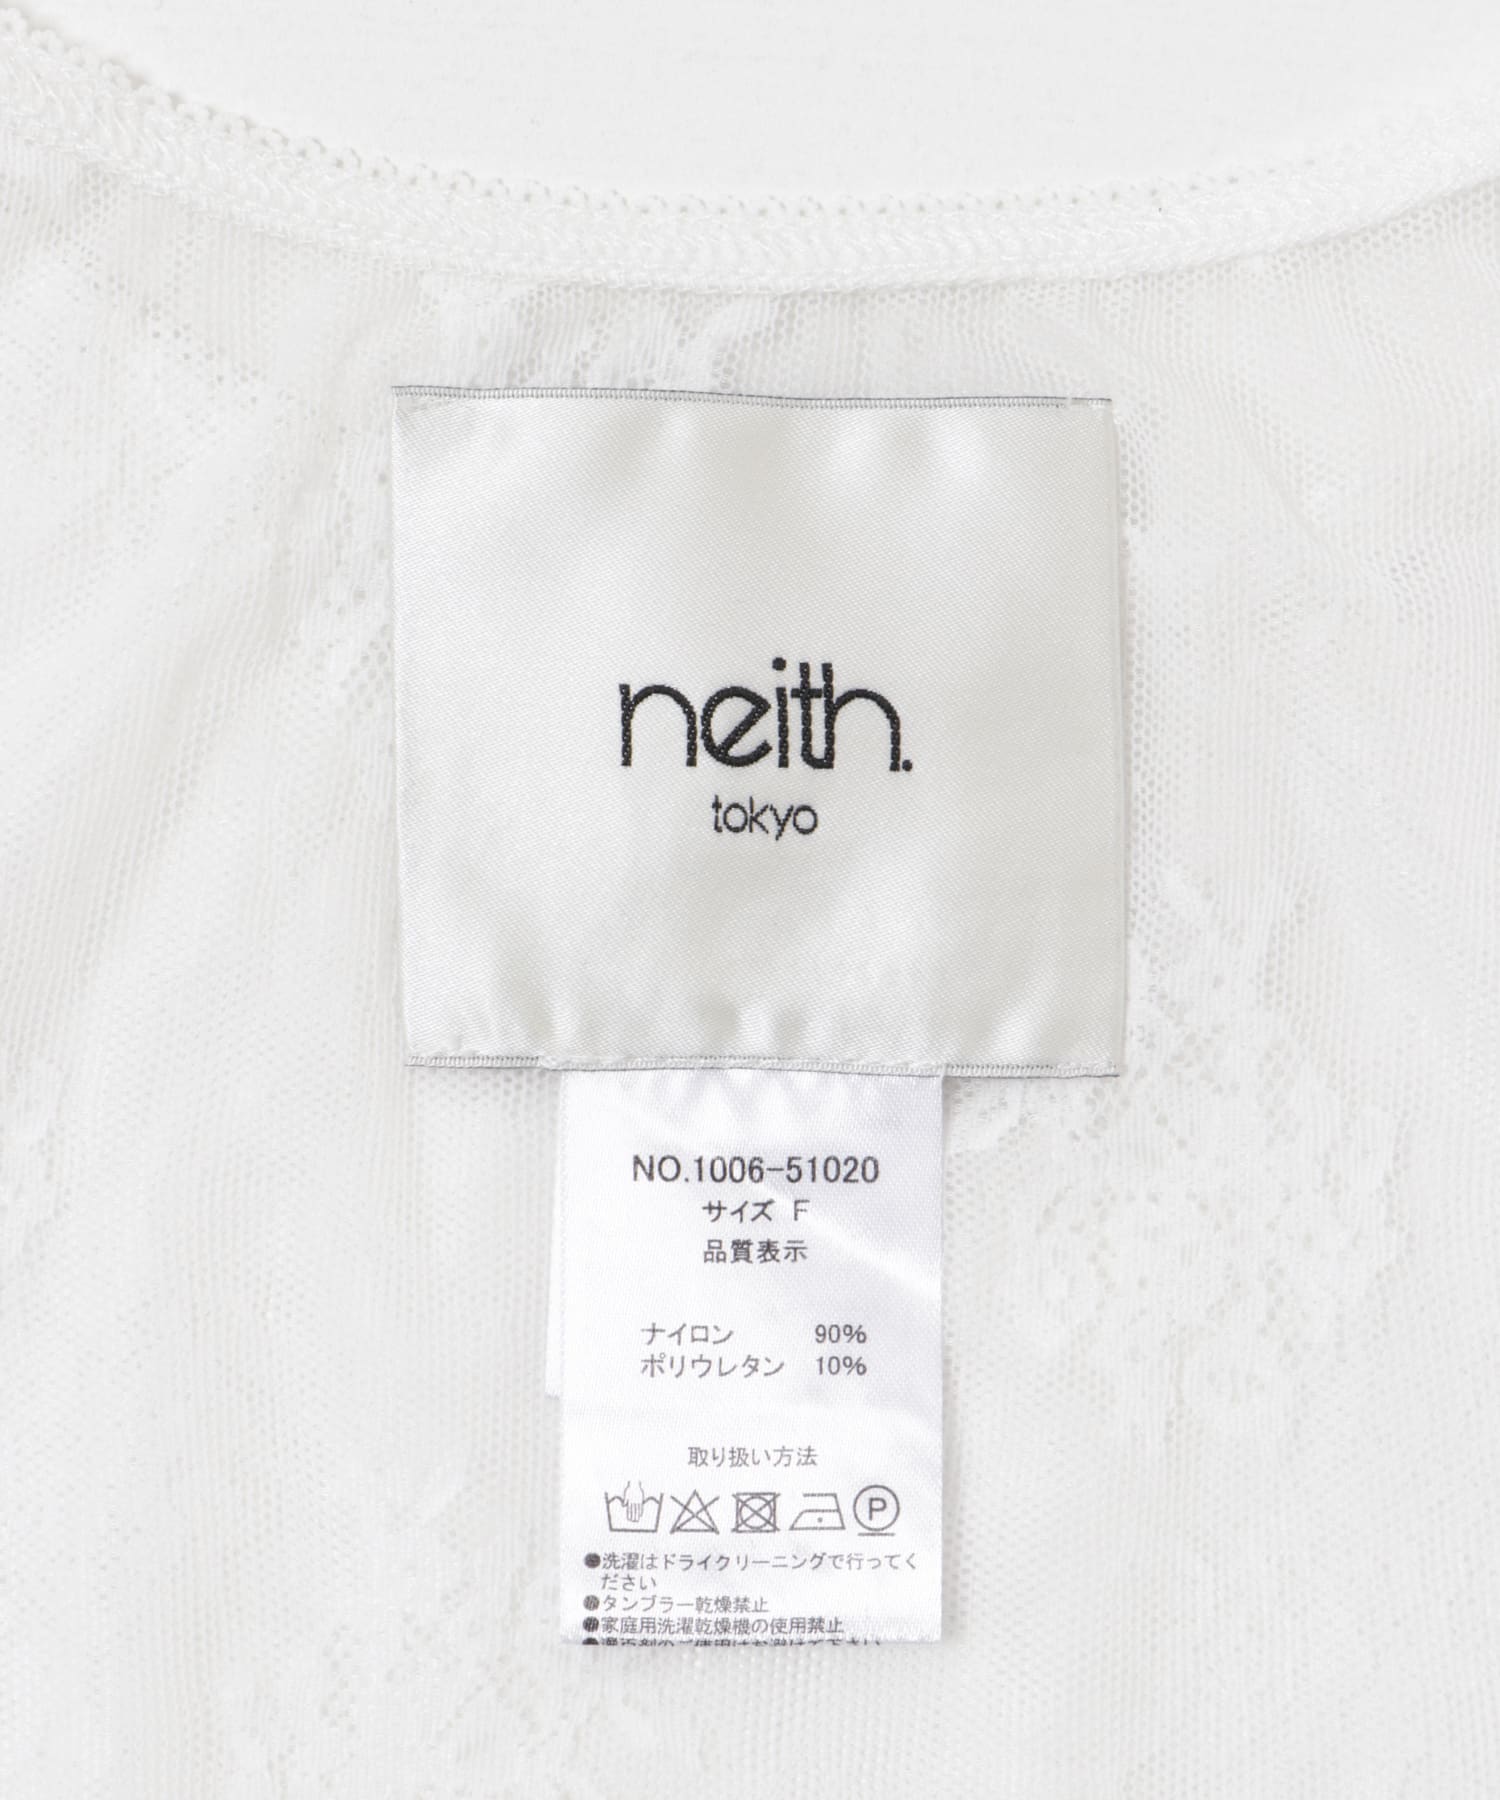 neith.
tokyo
NO.1006-51020
サイズ F
品質表示
ナイロン 90%
ポリウレタン 10%
取り扱い方法
P
●洗濯はドライクリーニングで行ってく
ださい
●タンブラー乾燥禁止
●家庭用洗濯乾燥機の使用禁止